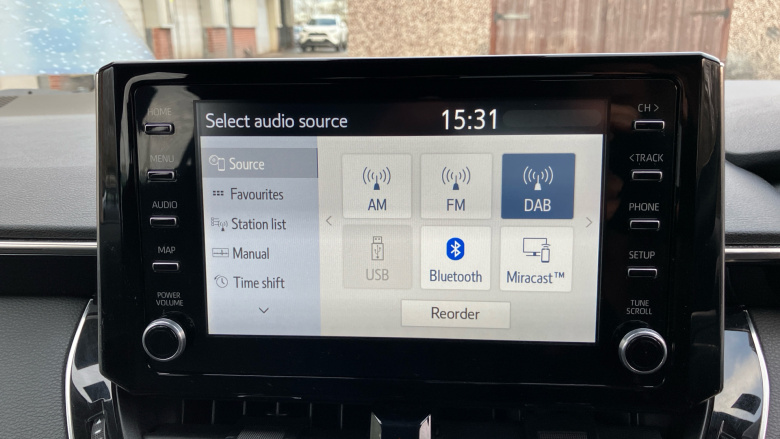 HOME
MENU
AUDIO
MAP
POWER
VOLUME
Select audio source
15:31
Source
Favourites
Station list
Manual
Time shift
AM
FM
DAB
USB
Bluetooth
Miracast™
Reorder
CH >
< TRACK
PHONE
SETUP
TUNE
SCROLL